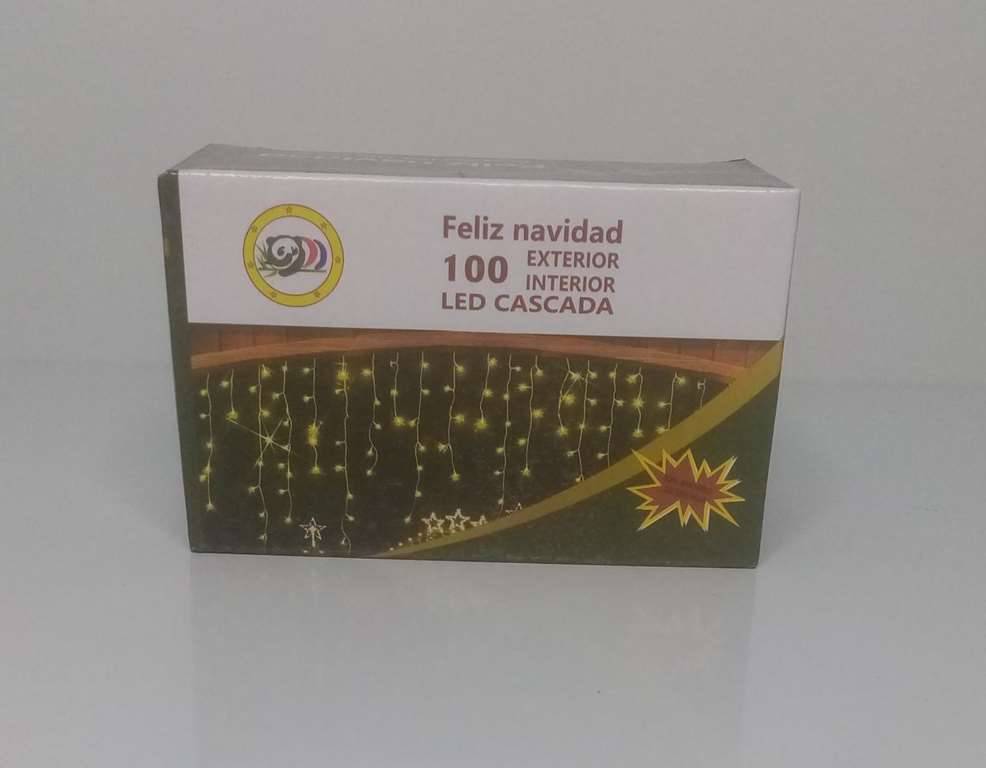 Feliz navidad
100 EXTERIOR
INTERIOR
LED CASCADA